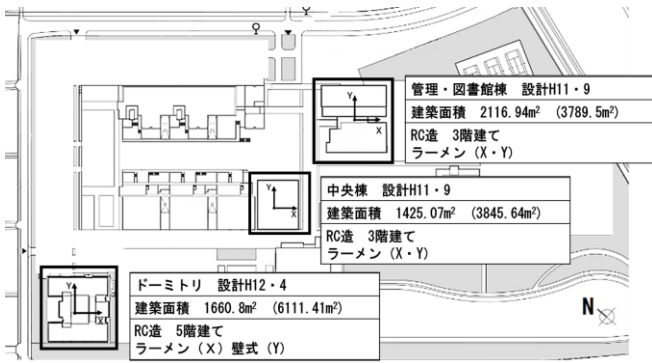 管理・図書館棟 設計H11・9
建築面積 2116.94m² (3789.5m²)
RC造 3階建て
ラーメン (X・Y)
Y
X
中央棟 設計H11・9
建築面積 1425.07m² (3845.64m²)
RC造 3階建て
ラーメン (X・Y)
Y
X
ドーミトリ 設計H12・4
建築面積 1660.8m² (6111.41m²)
RC造 5階建て
ラーメン (X) 壁式 (Y)
Y
X
N